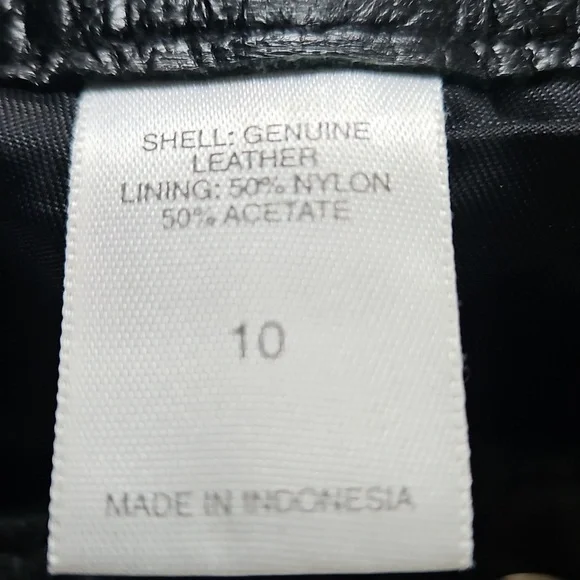 SHELL: GENUINE
LEATHER
LINING: 50% NYLON
50% ACETATE
10
MADE IN INDONESIA